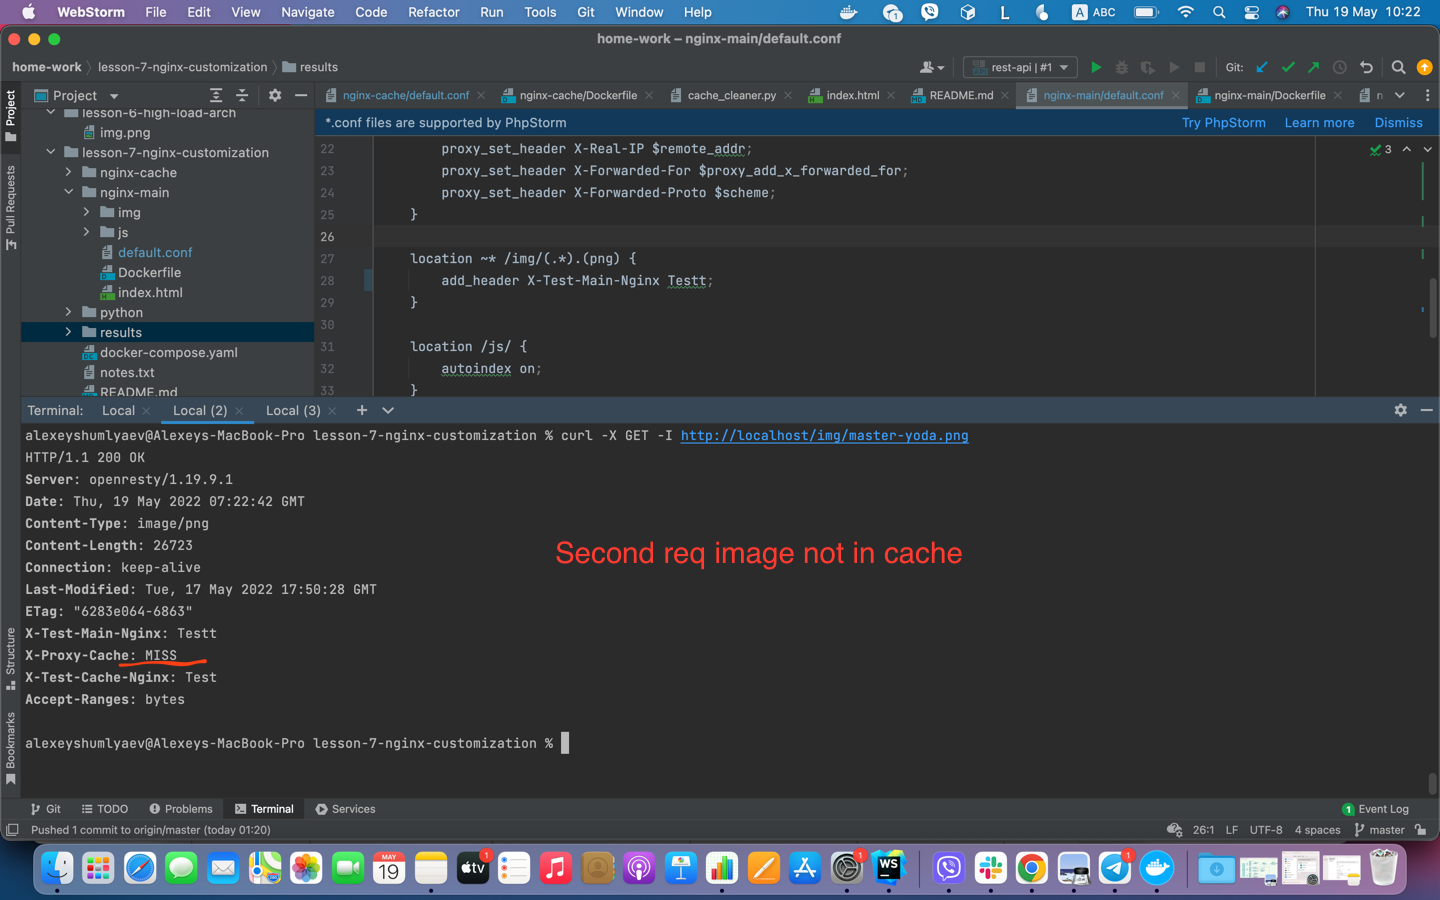 WebStorm File Edit View Navigate Code Refactor Run Tools Git Window Help L A ABC Thu 19 May 10:22
home-work – nginx-main/default.conf
home-work lesson-7-nginx-customization results rest-api | #1 Git:
Project
nginx-cache/default.conf nginx-cache/Dockerfile cache_cleaner.py index.html README.md nginx-main/default.conf nginx-main/Dockerfile n
*.conf files are supported by PhpStorm Try PhpStorm Learn more Dismiss
Project
Pull Requests
Structure
Bookmarks
lesson-6-high-load-arch
img.png
lesson-7-nginx-customization
nginx-cache
nginx-main
img
js
default.conf
Dockerfile
index.html
python
results
docker-compose.yaml
notes.txt
README.md
22 proxy_set_header X-Real-IP $remote_addr;
23 proxy_set_header X-Forwarded-For $proxy_add_x_forwarded_for;
24 proxy_set_header X-Forwarded-Proto $scheme;
25 }
26
27 location ~* /img/(.*).(png) {
28 add_header X-Test-Main-Nginx Testt;
29 }
30
31 location /js/ {
32 autoindex on;
33 }
3
Terminal: Local Local (2) Local (3)
alexeyshumlyaev@Alexeys-MacBook-Pro lesson-7-nginx-customization % curl -X GET -I http://localhost/img/master-yoda.png
HTTP/1.1 200 OK
Server: openresty/1.19.9.1
Date: Thu, 19 May 2022 07:22:42 GMT
Content-Type: image/png
Content-Length: 26723
Connection: keep-alive
Last-Modified: Tue, 17 May 2022 17:50:28 GMT
ETag: "6283e064-6863"
X-Test-Main-Nginx: Testt
X-Proxy-Cache: MISS
X-Test-Cache-Nginx: Test
Accept-Ranges: bytes
Second req image not in cache
alexeyshumlyaev@Alexeys-MacBook-Pro lesson-7-nginx-customization %
Git TODO Problems Terminal Services 1 Event Log
Pushed 1 commit to origin/master (today 01:20) 26:1 LF UTF-8 4 spaces master
MAY
19
tv
1
1
WS
1